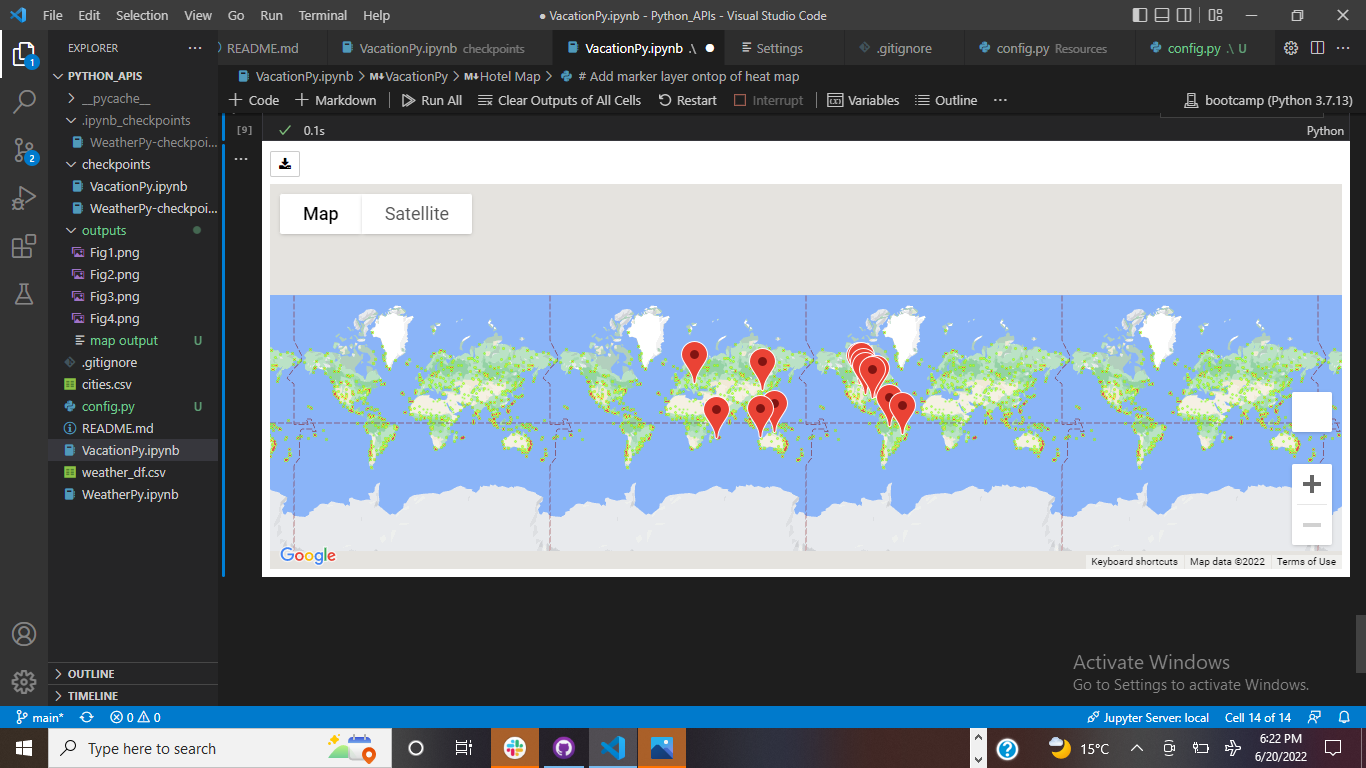 File Edit Selection View Go Run Terminal Help ● VacationPy.ipynb - Python_APIs - Visual Studio Code
EXPLORER ···
README.md VacationPy.ipynb checkpoints VacationPy.ipynb .\ ● Settings .gitignore config.py Resources config.py .\ U ···
PYTHON_APIS
VacationPy.ipynb > M↓VacationPy > M↓Hotel Map > # Add marker layer ontop of heat map
__pycache__
+ Code + Markdown Run All Clear Outputs of All Cells Restart Interrupt Variables Outline ··· bootcamp (Python 3.7.13)
.ipynb_checkpoints
[9] ✓ 0.1s Python
WeatherPy-checkpoi...
checkpoints
VacationPy.ipynb
WeatherPy-checkpoi...
outputs
Fig1.png
Fig2.png
Fig3.png
Fig4.png
map output U
.gitignore
cities.csv
config.py U
README.md
VacationPy.ipynb
weather_df.csv
WeatherPy.ipynb
1
2
Map Satellite
Google
Keyboard shortcuts Map data ©2022 Terms of Use
OUTLINE
TIMELINE
Activate Windows
Go to Settings to activate Windows.
main* 0 0 Jupyter Server: local Cell 14 of 14
Type here to search 15°C 6:22 PM
6/20/2022